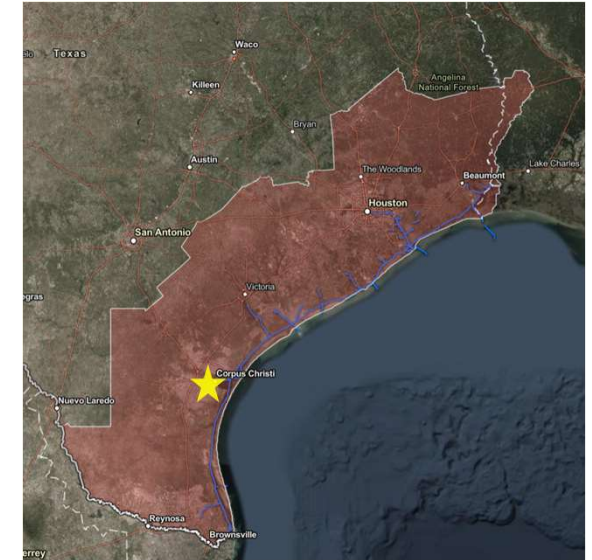 Waco
Texas
Killeen
Angelina
National Forest
Bryan
Austin
The Woodlands
Beaumont
Lake Charles
Houston
San Antonio
Victoria
Corpus Christi
Nuevo Laredo
Reynosa
Brownsville